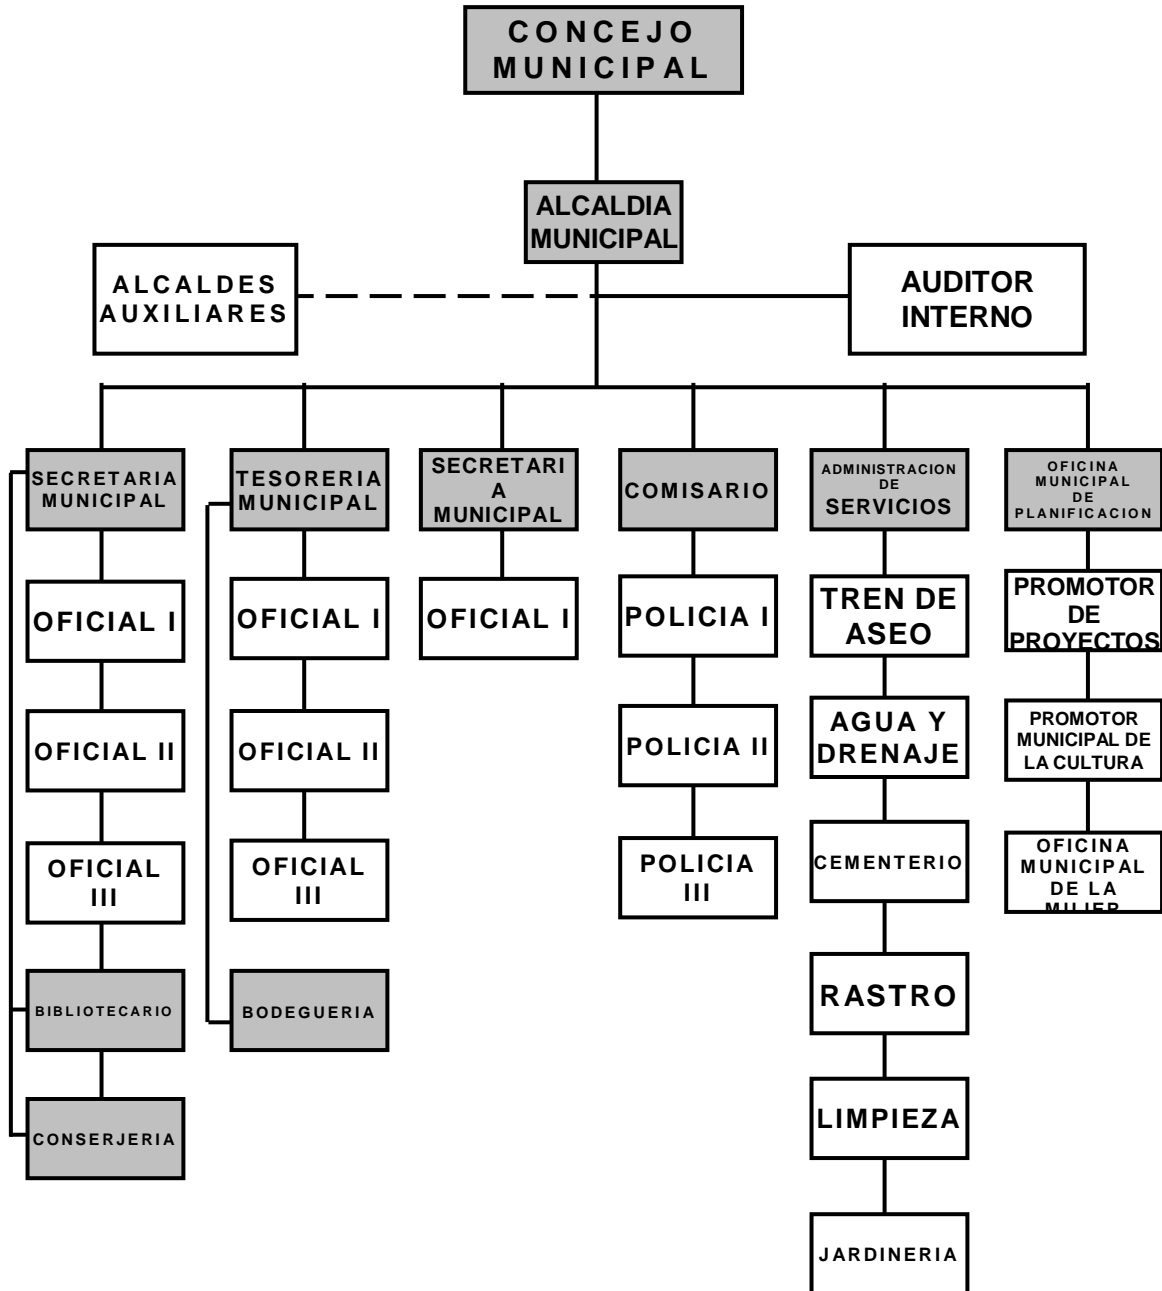 CONCEJO
MUNICIPAL
ALCALDIA
MUNICIPAL
ALCALDES
AUXILIARES
AUDITOR
INTERNO
SECRETARIA
MUNICIPAL
TESORERIA
MUNICIPAL
SECRETARI
A
MUNICIPAL
COMISARIO
ADMINISTRACION
DE
SERVICIOS
OFICINA
MUNICIPAL
DE
PLANIFICACION
OFICIAL I
OFICIAL I
OFICIAL I
POLICIA I
TREN DE
ASEO
PROMOTOR
DE
PROYECTOS
OFICIAL II
OFICIAL II
POLICIA II
AGUA Y
DRENAJE
PROMOTOR
MUNICIPAL DE
LA CULTURA
OFICIAL
III
OFICIAL
III
POLICIA
III
CEMENTERIO
OFICINA
MUNICIPAL
DE LA
MUJER
BIBLIOTECARIO
BODEGUERIA
RASTRO
CONSERJERIA
LIMPIEZA
JARDINERIA